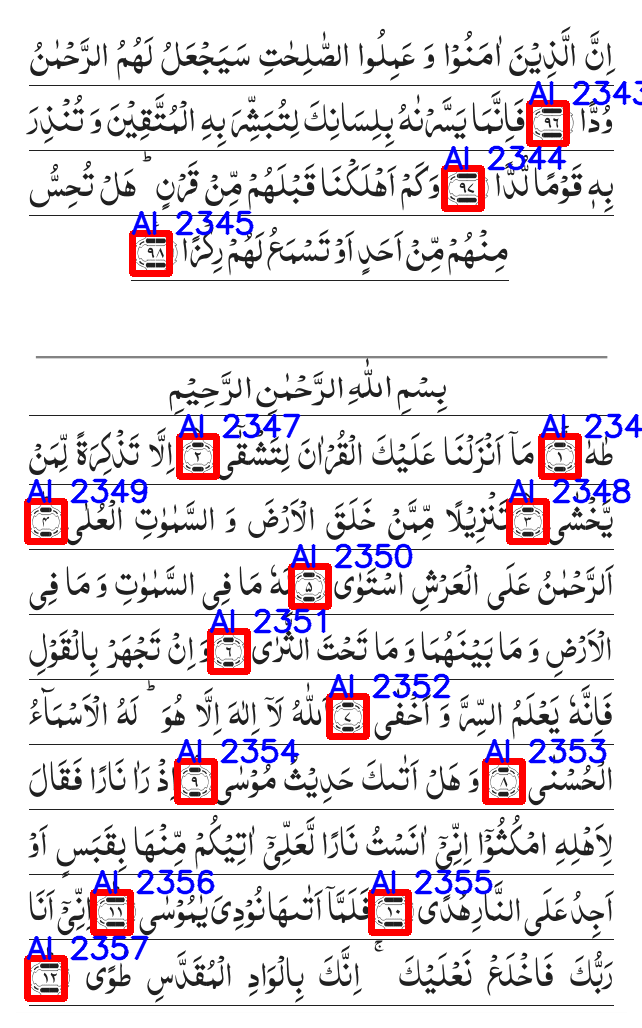 اِنَّ الَّذِيْنَ اٰمَنُوْا وَ عَمِلُوا الصّٰلِحٰتِ سَيَجْعَلُ لَهُمُ الرَّحْمٰنُ
AI 2343
وُدًّا ٩٦ فَاِنَّمَا يَسَّرْنٰهُ بِلِسَانِكَ لِتُبَشِّرَ بِهِ الْمُتَّقِيْنَ وَ تُنْذِرَ
AI 2344
بِهٖ قَوْمًا لُّدًّا ٩٧ وَكَمْ اَهْلَكْنَا قَبْلَهُمْ مِّنْ قَرْنٍ ؕ هَلْ تُحِسُّ
AI 2345
مِنْهُمْ مِّنْ اَحَدٍ اَوْ تَسْمَعُ لَهُمْ رِكْزًا ٩٨
بِسْمِ اللّٰهِ الرَّحْمٰنِ الرَّحِيْمِ
AI 2347 AI 234
طٰهٰ ١ مَاۤ اَنْزَلْنَا عَلَيْكَ الْقُرْاٰنَ لِتَشْقٰۤى ٢ اِلَّا تَذْكِرَةً لِّمَنْ
AI 2349 AI 2348
يَّخْشٰى ٣ تَنْزِيْلًا مِّمَّنْ خَلَقَ الْاَرْضَ وَ السَّمٰوٰتِ الْعُلٰى ٤
AI 2350
اَلرَّحْمٰنُ عَلَى الْعَرْشِ اسْتَوٰى ٥ لَهٗ مَا فِى السَّمٰوٰتِ وَ مَا فِى
AI 2351
الْاَرْضِ وَ مَا بَيْنَهُمَا وَ مَا تَحْتَ الثَّرٰى ٦ وَ اِنْ تَجْهَرْ بِالْقَوْلِ
AI 2352
فَاِنَّهٗ يَعْلَمُ السِّرَّ وَ اَخْفٰى ٧ اَللّٰهُ لَاۤ اِلٰهَ اِلَّا هُوَ ؕ لَهُ الْاَسْمَآءُ
AI 2354 AI 2353
الْحُسْنٰى ٨ وَ هَلْ اَتٰىكَ حَدِيْثُ مُوْسٰى ٩ اِذْ رَاٰ نَارًا فَقَالَ
لِاَهْلِهِ امْكُثُوْۤا اِنِّىْۤ اٰنَسْتُ نَارًا لَّعَلِّىْۤ اٰتِيْكُمْ مِّنْهَا بِقَبَسٍ اَوْ
AI 2356 AI 2355
اَجِدُ عَلَى النَّارِ هُدًى ١٠ فَلَمَّاۤ اَتٰىهَا نُوْدِىَ يٰمُوْسٰى ١١ اِنِّىْۤ اَنَا
AI 2357
رَبُّكَ فَاخْلَعْ نَعْلَيْكَ ۚ اِنَّكَ بِالْوَادِ الْمُقَدَّسِ طُوًى ١٢